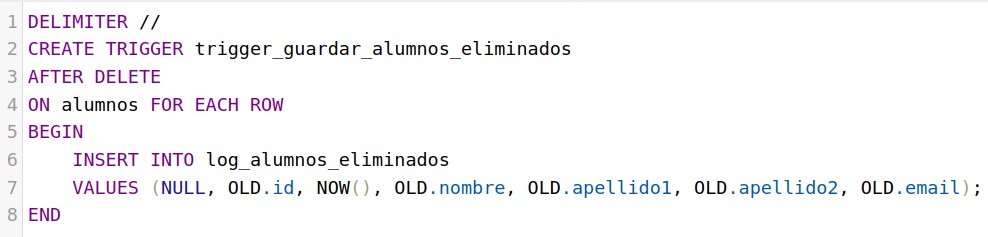 1 DELIMITER //
2 CREATE TRIGGER trigger_guardar_alumnos_eliminados
3 AFTER DELETE
4 ON alumnos FOR EACH ROW
5 BEGIN
6     INSERT INTO log_alumnos_eliminados
7     VALUES (NULL, OLD.id, NOW(), OLD.nombre, OLD.apellido1, OLD.apellido2, OLD.email);
8 END